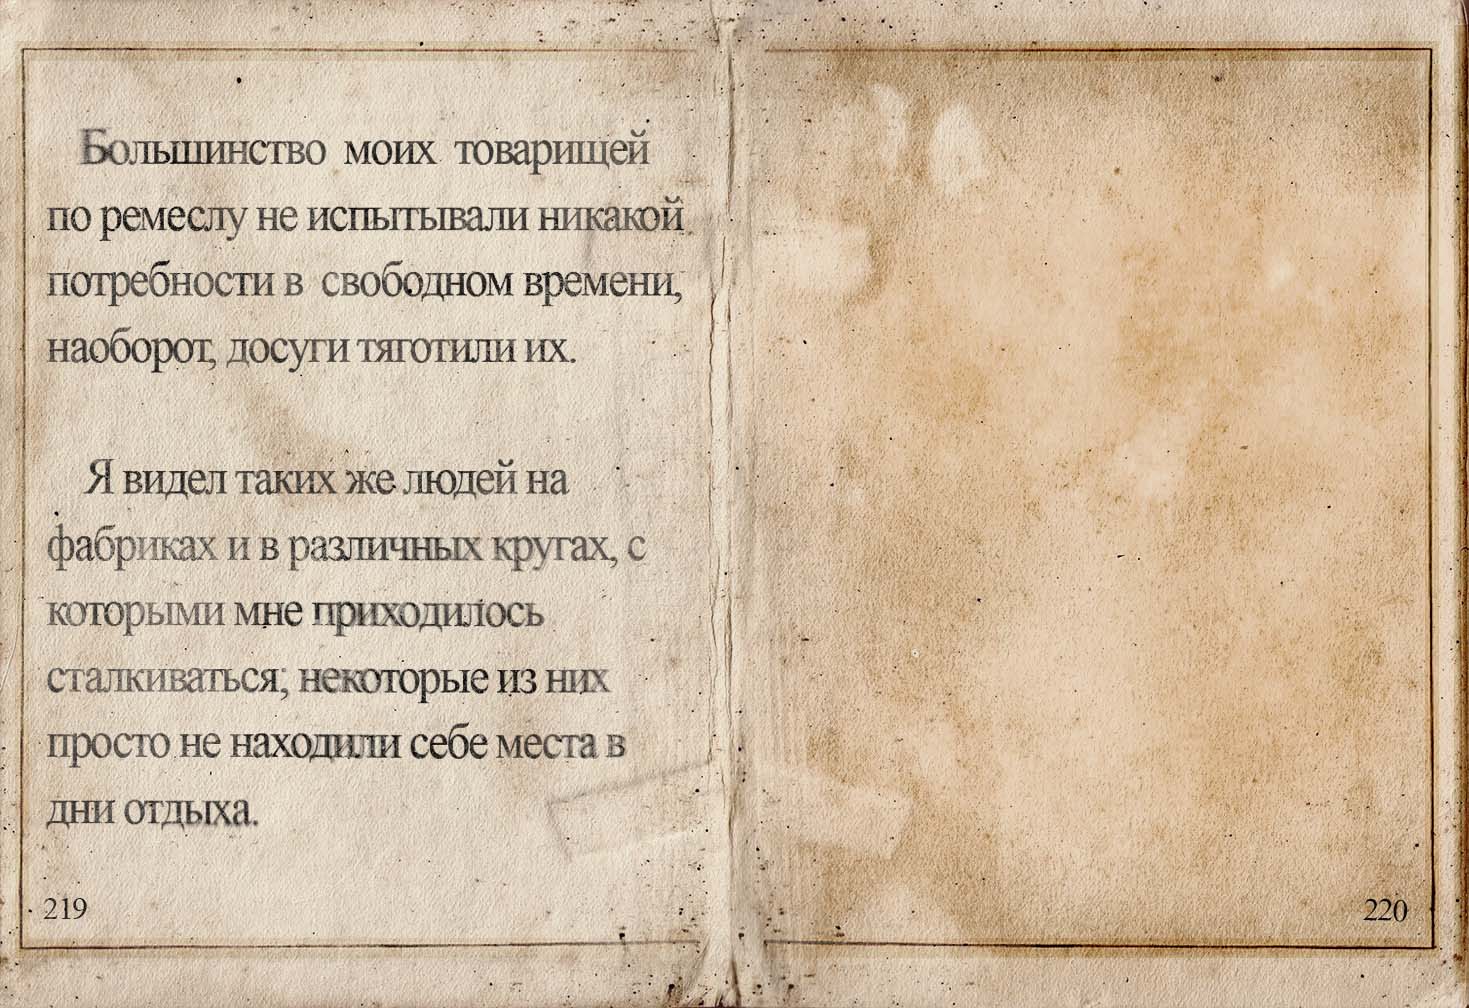 Большинство моих товарищей
по ремеслу не испытывали никакой
потребности в свободном времени,
наоборот, досуги тяготили их.
Я видел таких же людей на
фабриках и в различных кругах, с
которыми мне приходилось
сталкиваться; некоторые из них
просто не находили себе места в
дни отдыха.
219
220